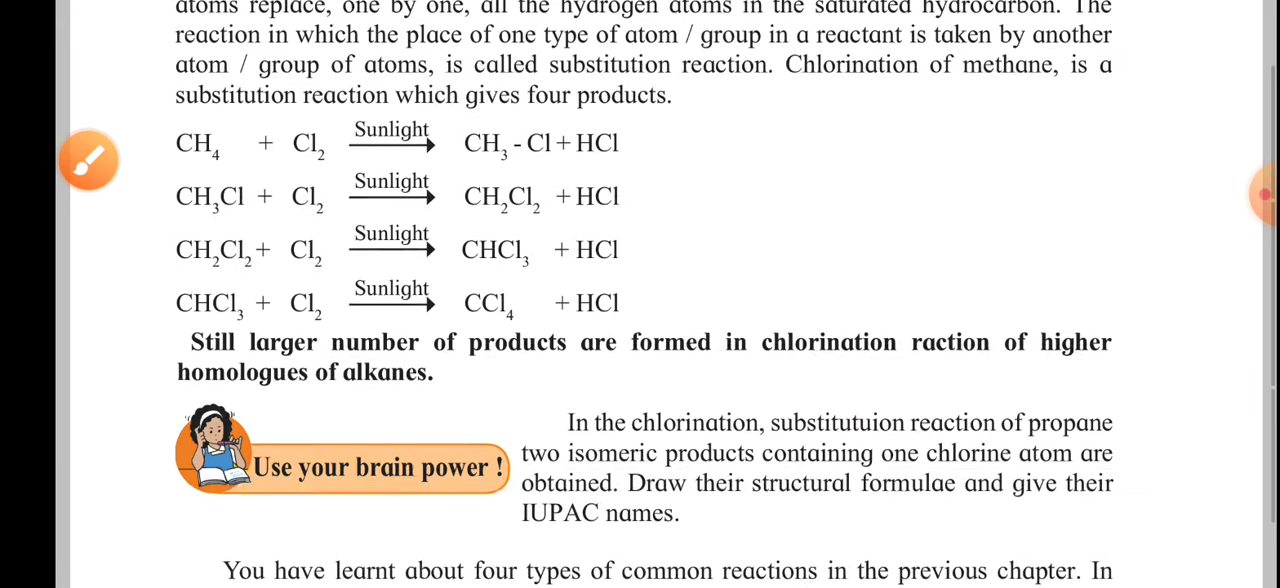 atoms replace, one by one, all the hydrogen atoms in the saturated hydrocarbon. The
reaction in which the place of one type of atom / group in a reactant is taken by another
atom / group of atoms, is called substitution reaction. Chlorination of methane, is a
substitution reaction which gives four products.
CH₄ + Cl₂ Sunlight → CH₃ - Cl + HCl
CH₃Cl + Cl₂ Sunlight → CH₂Cl₂ + HCl
CH₂Cl₂ + Cl₂ Sunlight → CHCl₃ + HCl
CHCl₃ + Cl₂ Sunlight → CCl₄ + HCl
Still larger number of products are formed in chlorination raction of higher
homologues of alkanes.
Use your brain power !
In the chlorination, substitutuion reaction of propane
two isomeric products containing one chlorine atom are
obtained. Draw their structural formulae and give their
IUPAC names.
You have learnt about four types of common reactions in the previous chapter. In